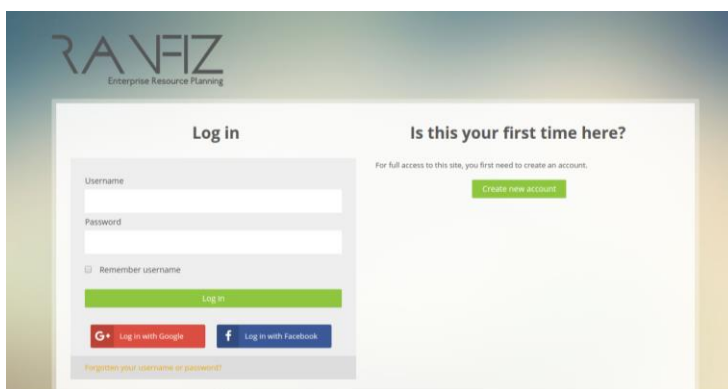 RANFIZ
Enterprise Resource Planning
Log in
Username
Password
Remember username
Log in
G+ Log in with Google
f Log in with Facebook
Forgotten your username or password?
Is this your first time here?
For full access to this site, you first need to create an account.
Create new account